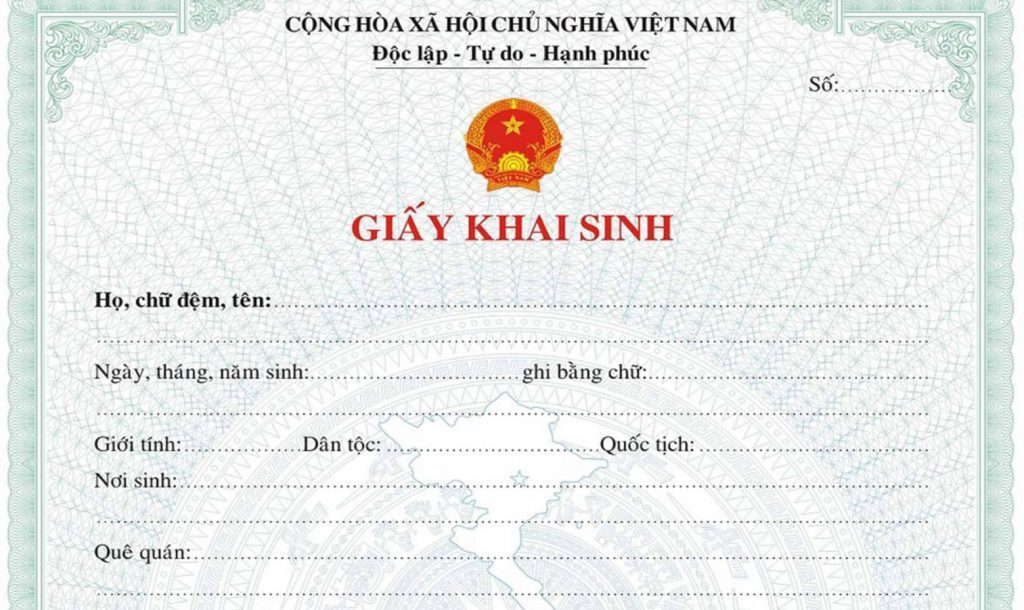 CỘNG HÒA XÃ HỘI CHỦ NGHĨA VIỆT NAM
Độc lập - Tự do - Hạnh phúc
Số:.................
VIỆT NAM
GIẤY KHAI SINH
Họ, chữ đệm, tên:
Ngày, tháng, năm sinh: ghi bằng chữ:
Giới tính: Dân tộc: Quốc tịch:
Nơi sinh:
Quê quán: